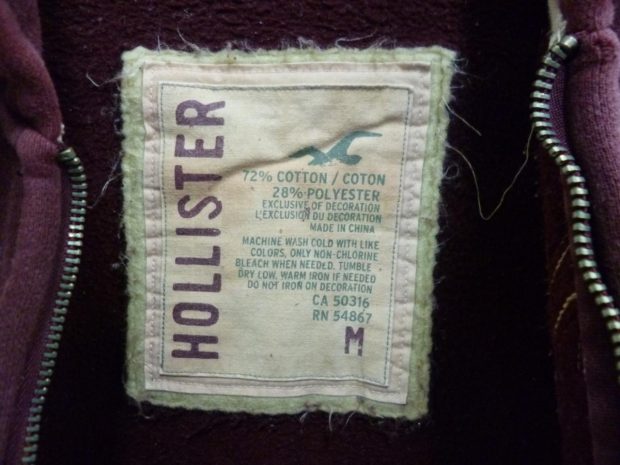 HOLLISTER
72% COTTON / COTON
28% POLYESTER
EXCLUSIVE OF DECORATION
L'EXCLUSION DU DECORATION
MADE IN CHINA
MACHINE WASH COLD WITH LIKE
COLORS, ONLY NON-CHLORINE
BLEACH WHEN NEEDED. TUMBLE
DRY LOW. WARM IRON IF NEEDED
DO NOT IRON ON DECORATION
CA 50316
RN 54867
M